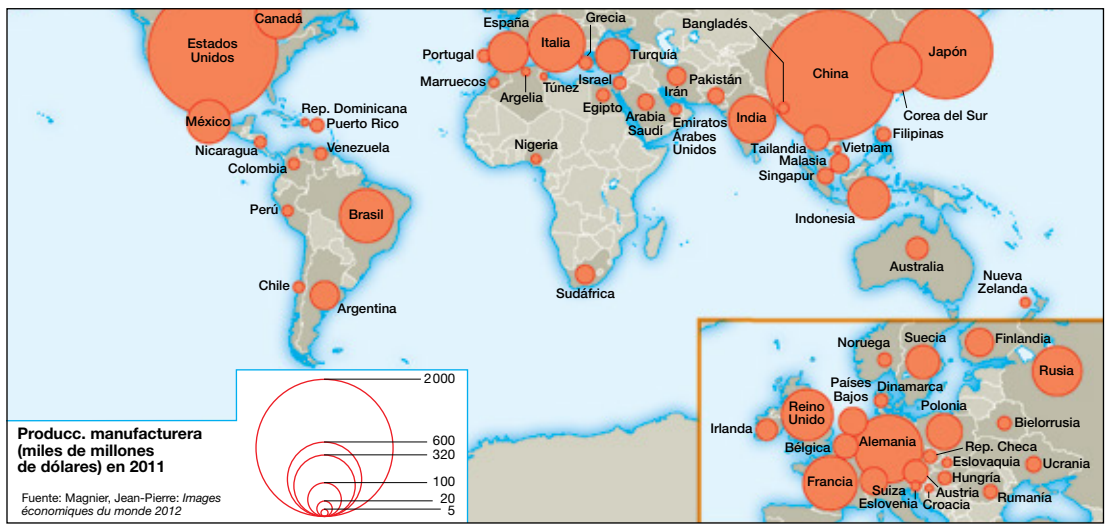 Canadá
Estados
Unidos
México
Rep. Dominicana
Puerto Rico
Nicaragua
Venezuela
Colombia
Perú
Brasil
Chile
Argentina
España
Italia
Grecia
Bangladés
Portugal
Turquía
China
Japón
Marruecos
Argelia
Túnez
Israel
Egipto
Irán
Pakistán
Arabia
Saudí
Emiratos
Árabes
Unidos
India
Corea del Sur
Filipinas
Tailandia
Vietnam
Malasia
Singapur
Nigeria
Indonesia
Sudáfrica
Australia
Nueva
Zelanda
Noruega
Suecia
Finlandia
Rusia
Países
Bajos
Dinamarca
Reino
Unido
Polonia
Irlanda
Bélgica
Alemania
Bielorrusia
Rep. Checa
Eslovaquia
Ucrania
Francia
Suiza
Hungría
Austria
Eslovenia
Croacia
Rumanía
2000
600
320
100
20
5
Producc. manufacturera
(miles de millones
de dólares) en 2011
Fuente: Magnier, Jean-Pierre: Images
économiques du monde 2012